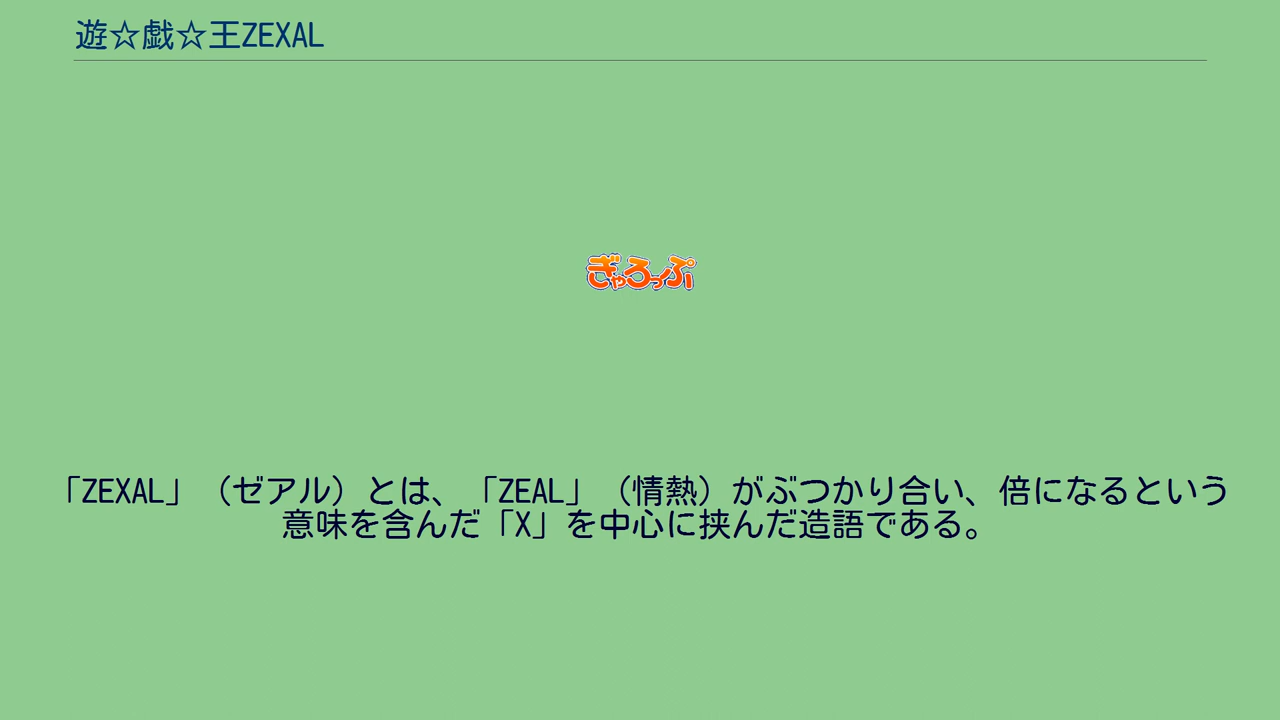 遊☆戯☆王ZEXAL
ぎゃろっぷ
「ZEXAL」（ゼアル）とは、「ZEAL」（情熱）がぶつかり合い、倍になるという
意味を含んだ「X」を中心に挟んだ造語である。